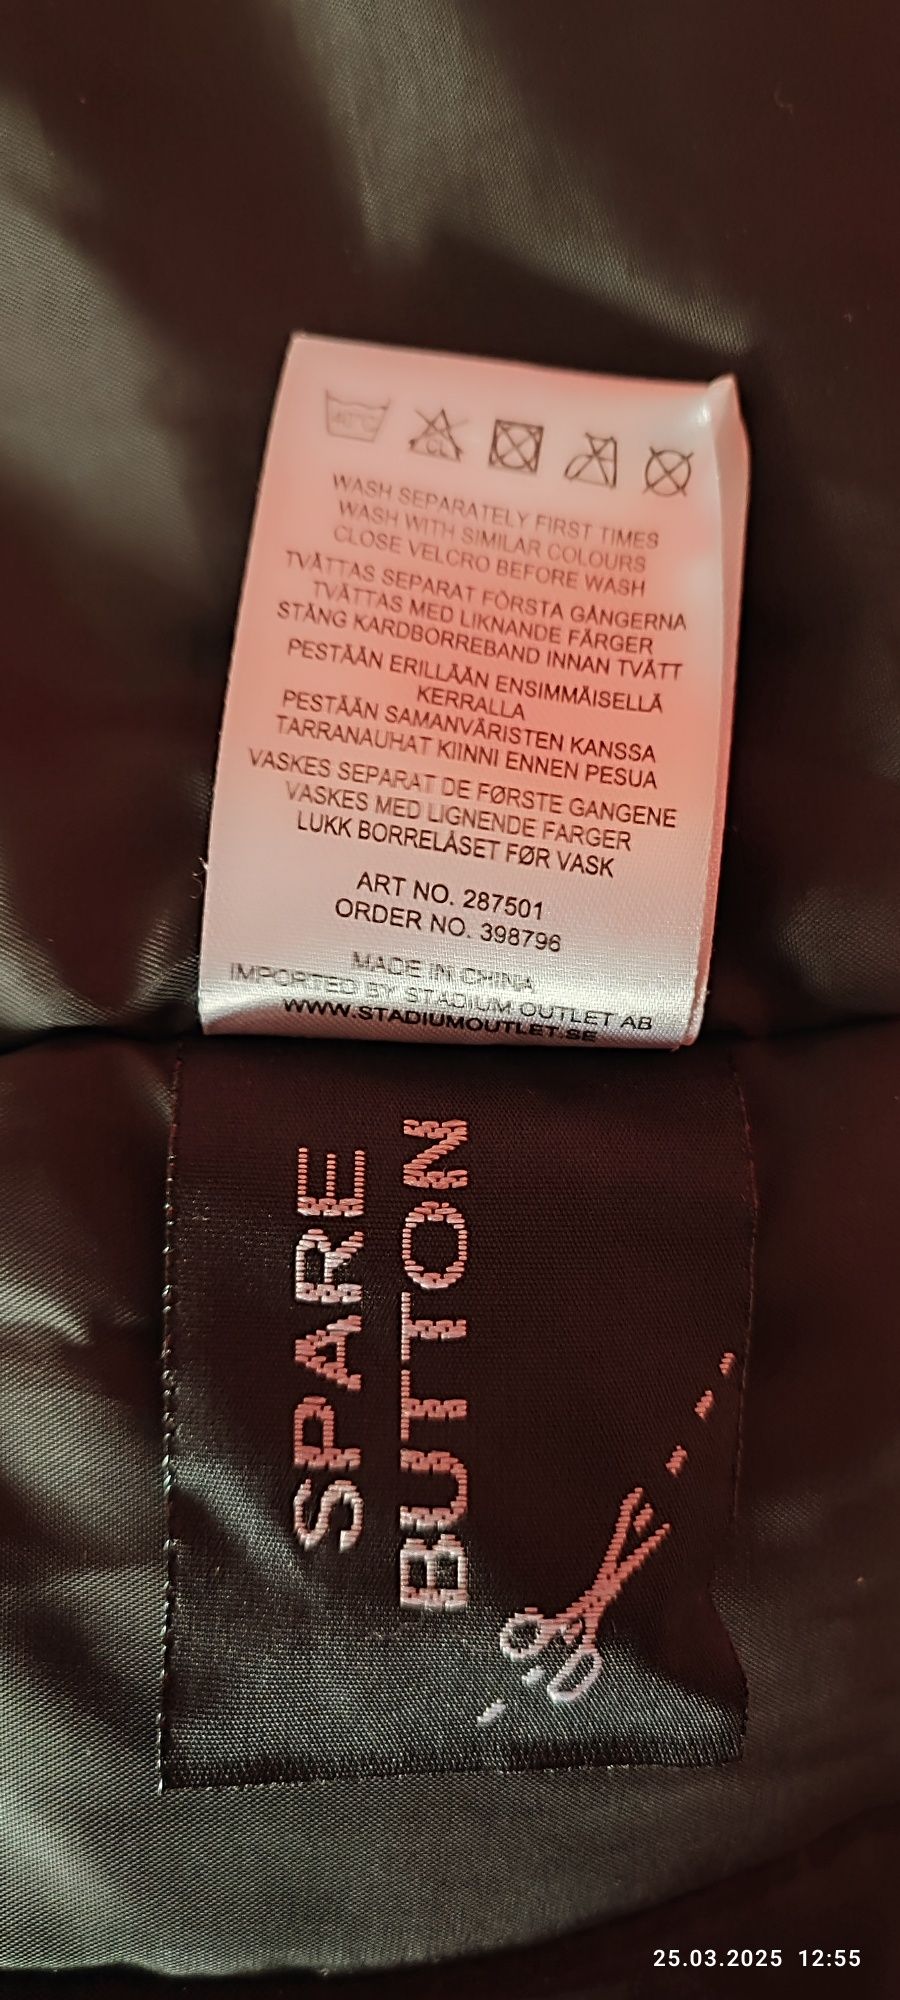 40°C
CL
WASH SEPARATELY FIRST TIMES
WASH WITH SIMILAR COLOURS
CLOSE VELCRO BEFORE WASH
TVÄTTAS SEPARAT FÖRSTA GÅNGERNA
TVÄTTAS MED LIKNANDE FÄRGER
STÄNG KARDBORREBAND INNAN TVÄTT
PESTÄÄN ERILLÄÄN ENSIMMÄISELLÄ
KERRALLA
PESTÄÄN SAMANVÄRISTEN KANSSA
TARRANAUHAT KIINNI ENNEN PESUA
VASKES SEPARAT DE FØRSTE GANGENE
VASKES MED LIGNENDE FARGER
LUKK BORRELÅSET FØR VASK
ART NO. 287501
ORDER NO. 398796
MADE IN CHINA
IMPORTED BY STADIUM OUTLET AB
WWW.STADIUMOUTLET.SE
SPARE
BUTTON
25.03.2025 12:55